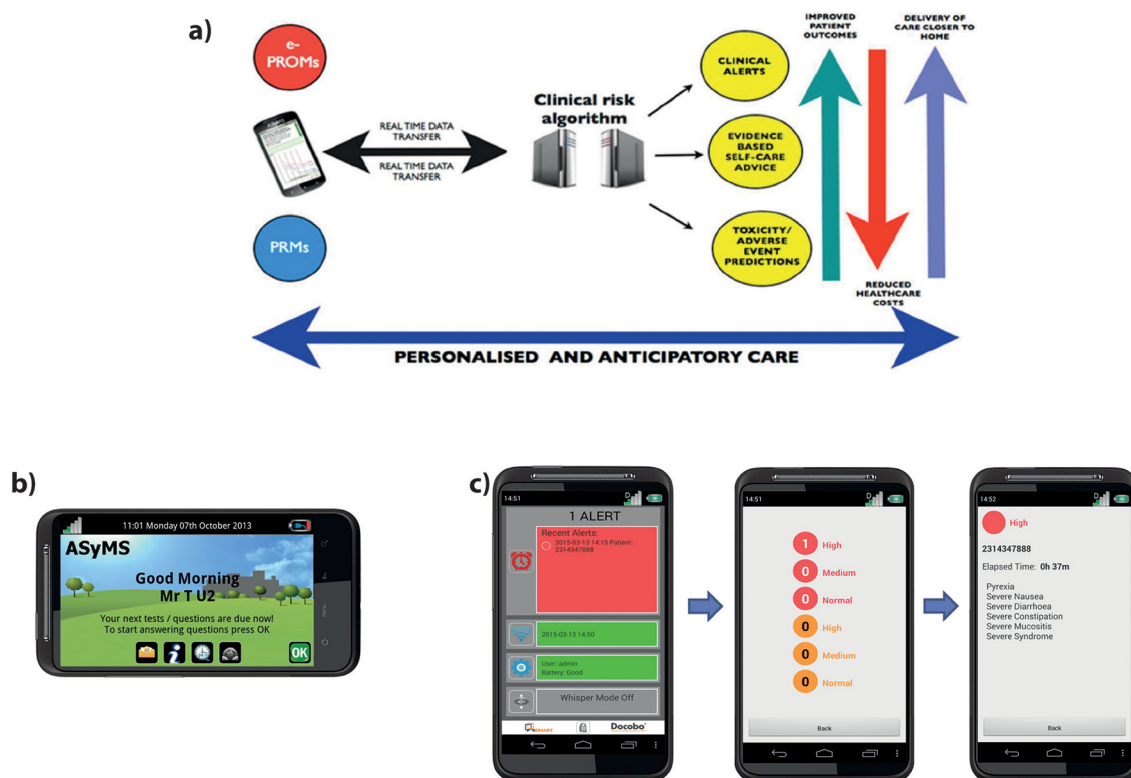 a)
e-
PROMs
ASyMS
REAL TIME DATA
TRANSFER
REAL TIME DATA
TRANSFER
PRMs
Clinical risk
algorithm
CLINICAL
ALERTS
EVIDENCE
BASED
SELF-CARE
ADVICE
TOXICITY/
ADVERSE
EVENT
PREDICTIONS
IMPROVED
PATIENT
OUTCOMES
DELIVERY OF
CARE CLOSER TO
HOME
REDUCED
HEALTHCARE
COSTS
PERSONALISED AND ANTICIPATORY CARE
b)
11:01 Monday 07th October 2013
ASyMS
Good Morning
Mr T U2
Your next tests / questions are due now!
To start answering questions press OK
OK
menu
c)
14:51
D
1 ALERT
Recent Alerts:
2015-03-13 14:15 Patient:
2314347888
2015-03-13 14:50
User: admin
Battery: Good
Whisper Mode Off
SMART
Docobo
14:51
D
1 High
0 Medium
0 Normal
0 High
0 Medium
0 Normal
Back
14:52
D
High
2314347888
Elapsed Time: 0h 37m
Pyrexia
Severe Nausea
Severe Diarrhoea
Severe Constipation
Severe Mucositis
Severe Syndrome
Back